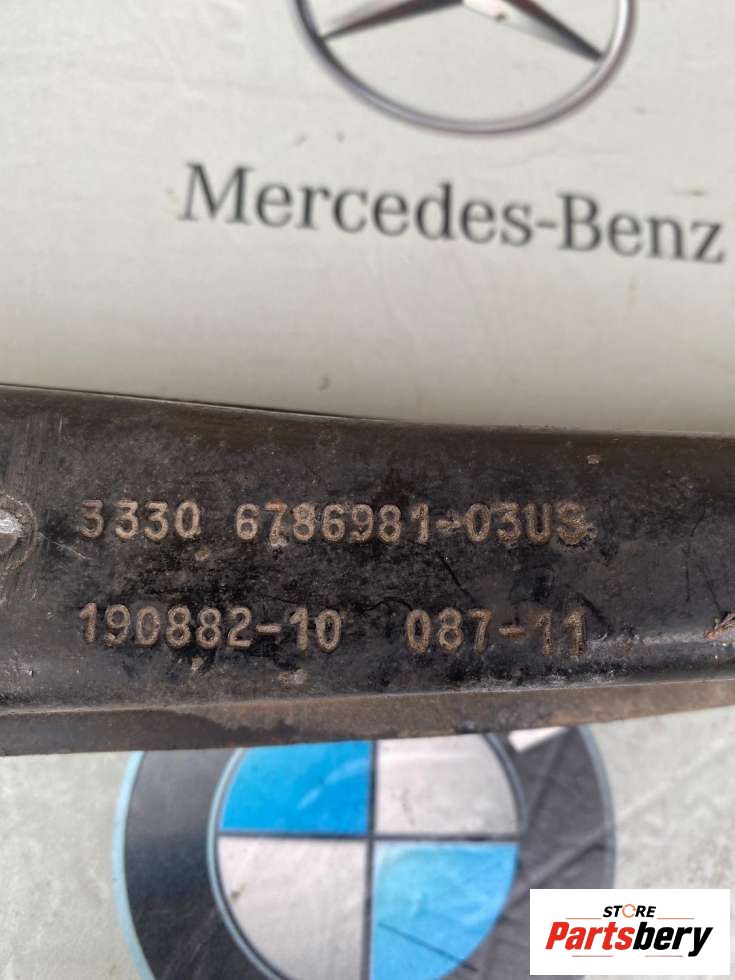 Mercedes-Benz
3330 6786981-03US
190882-10 087-11
STORE
Partsbery